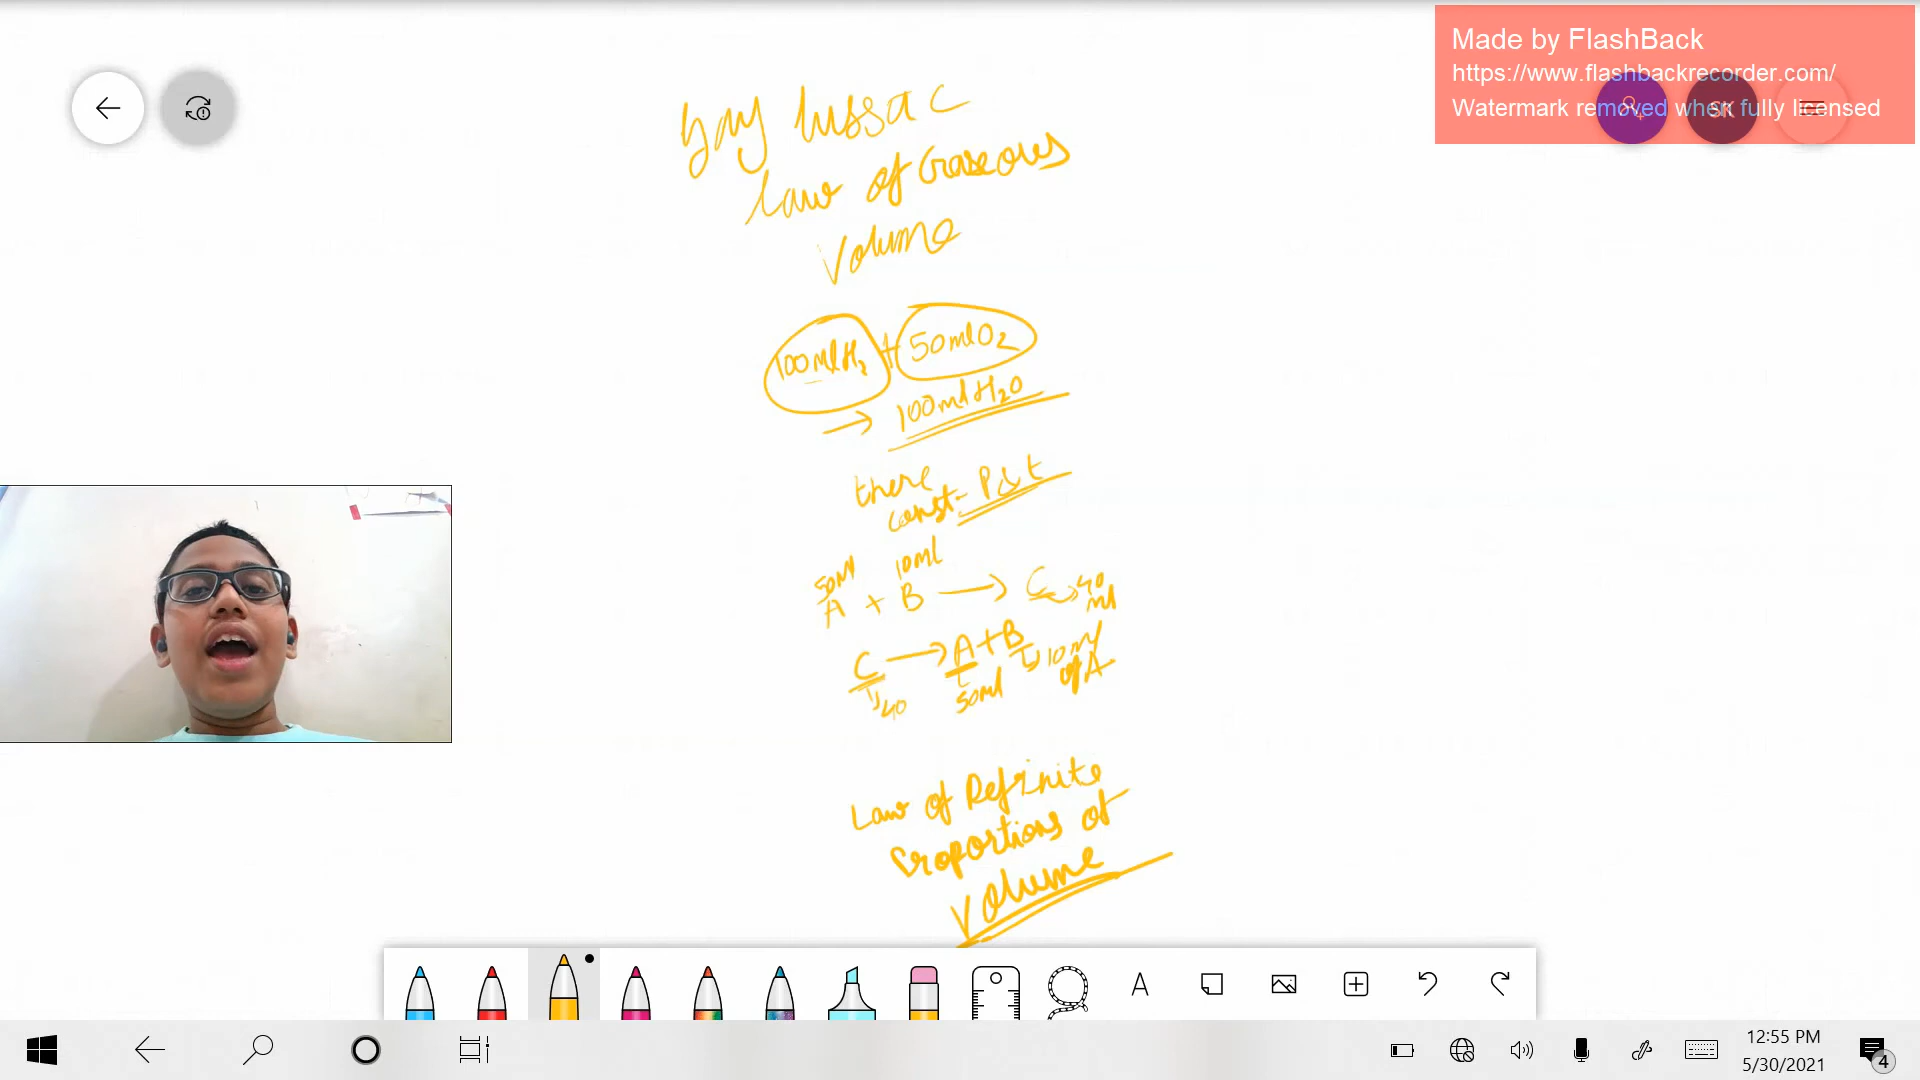 Made by FlashBack
https://www.flashbackrecorder.com/
Watermark removed when fully licensed
SK
Gay lussac
law of Gaseous
Volume
100ml H2 + 50ml O2
→ 100ml H2O
there
const- P & t
50ml 10ml
A + B → C → 40
ml
C → A + B → 10ml
of A
40 50ml
Law of Definite
Proportions of
Volume
A
12:55 PM
5/30/2021
4